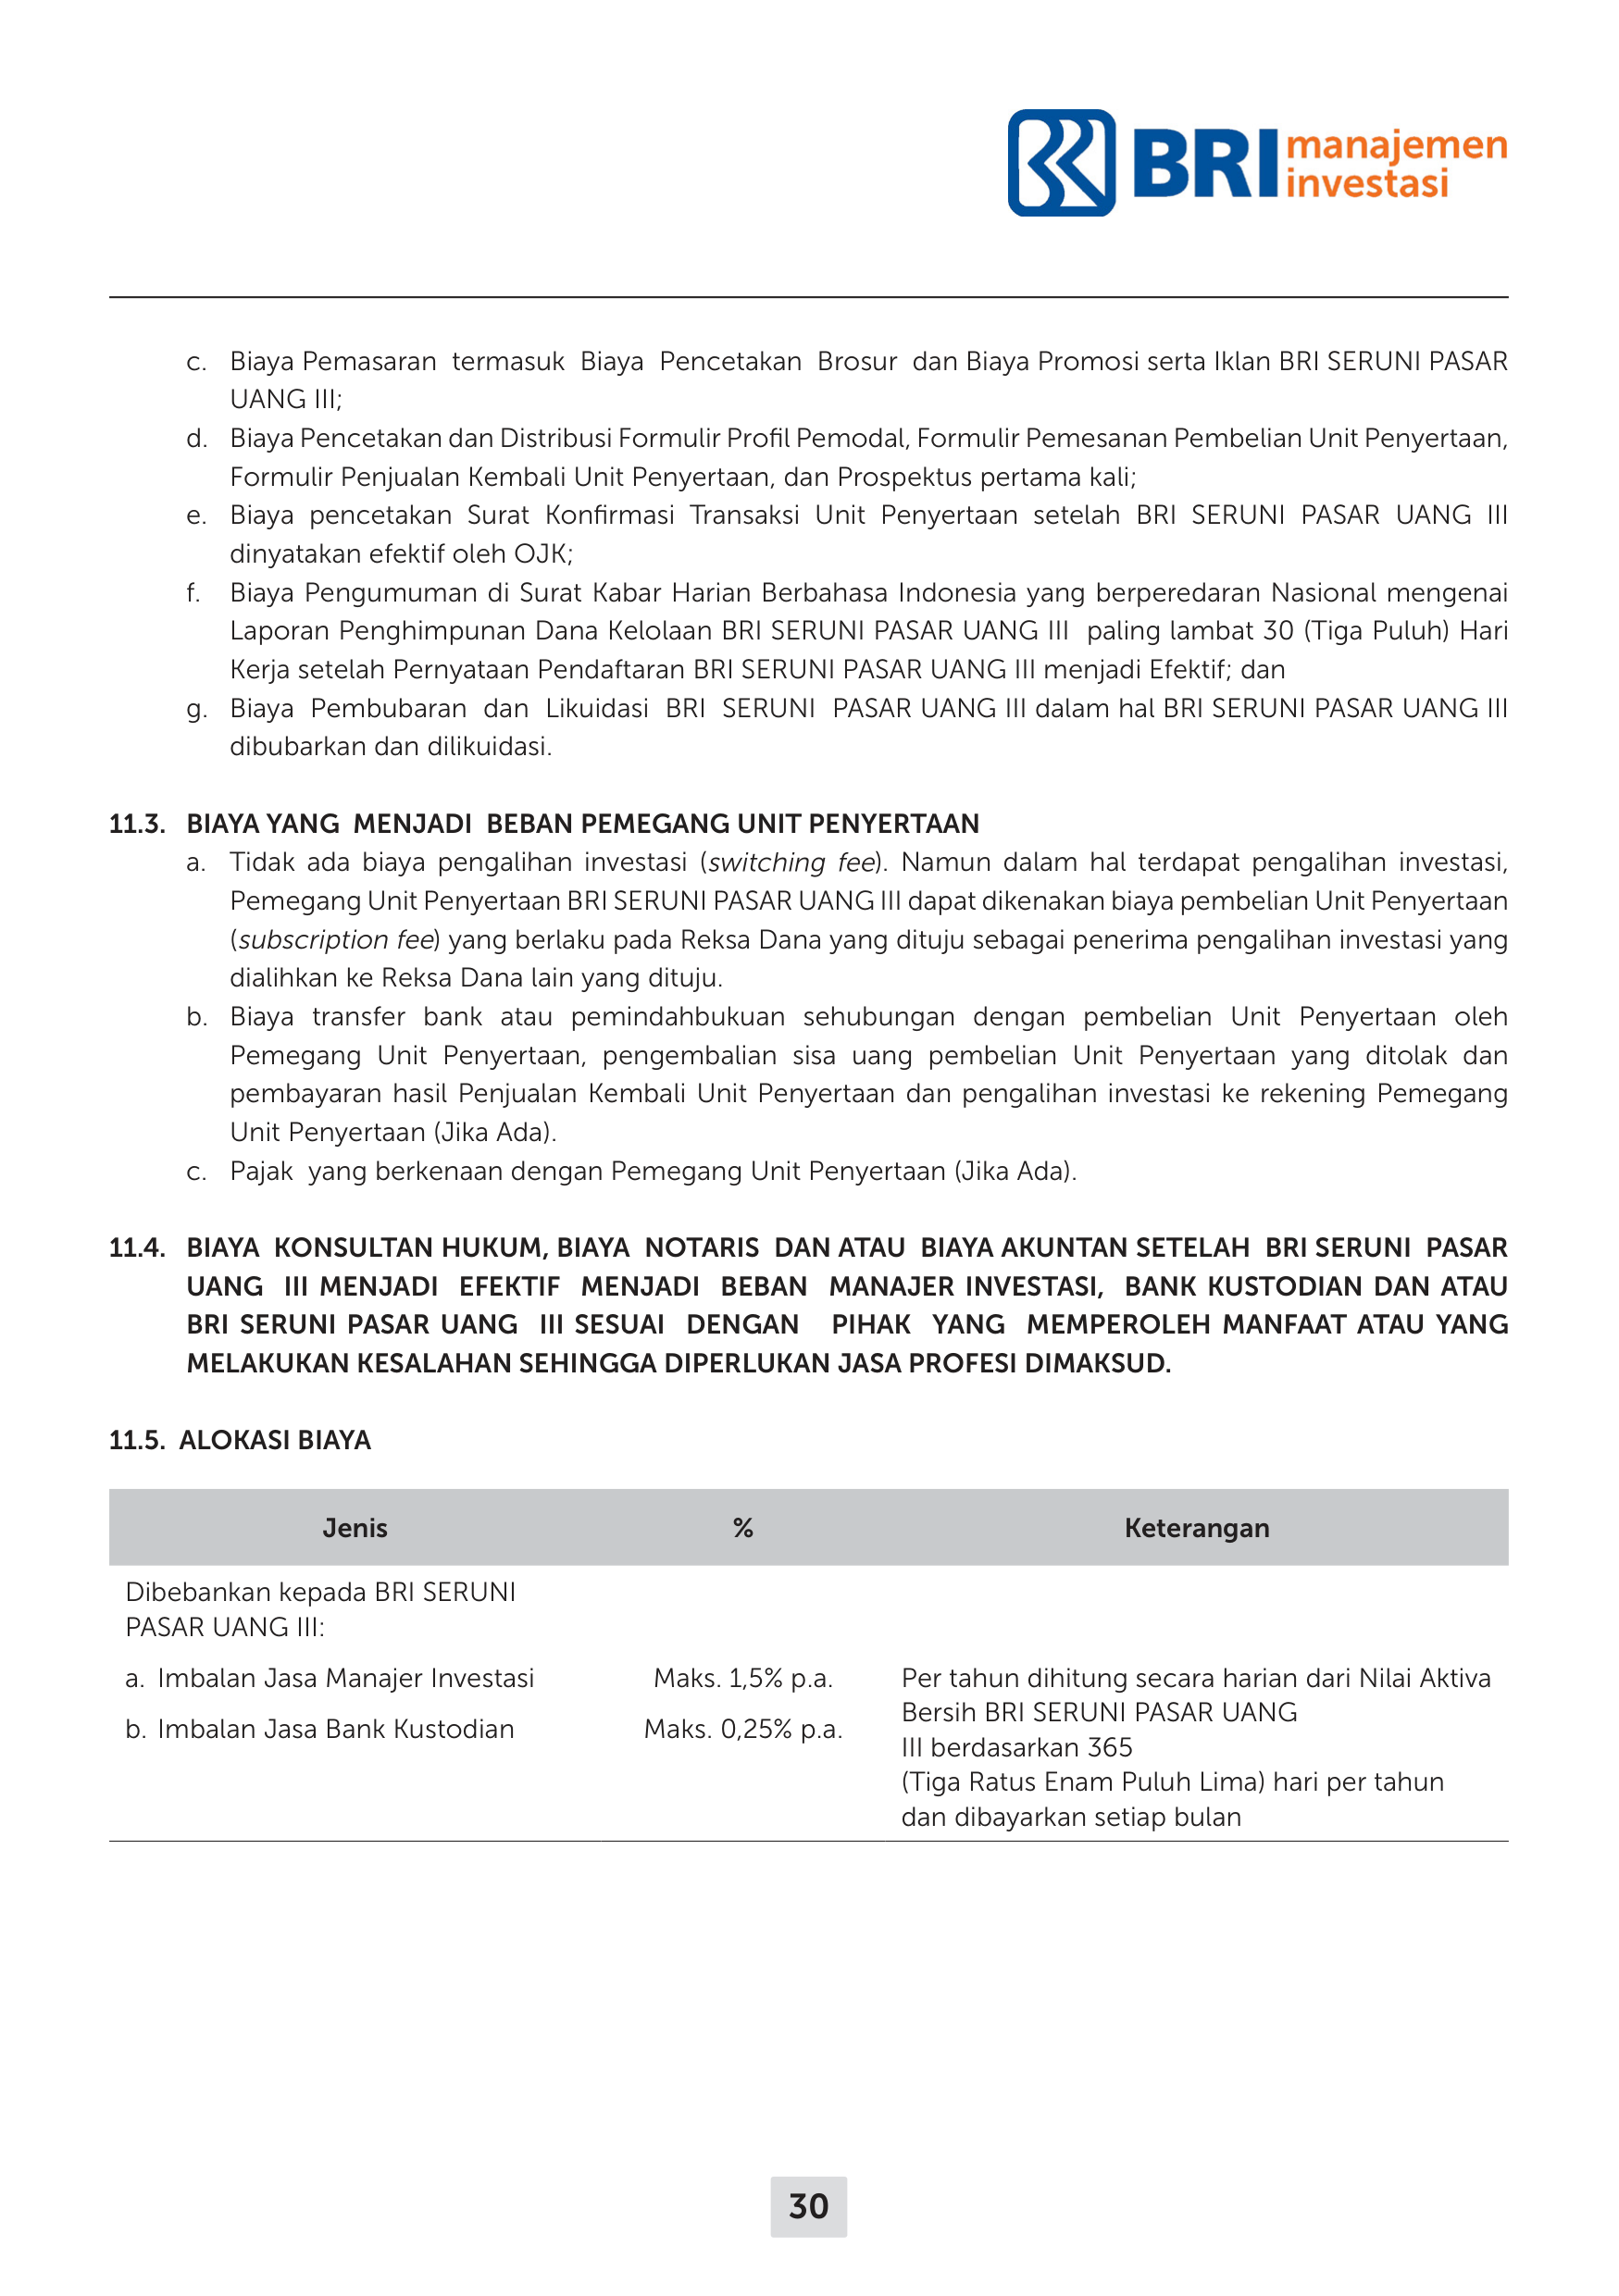 BRI manajemen
investasi
c. Biaya Pemasaran termasuk Biaya Pencetakan Brosur dan Biaya Promosi serta Iklan BRI SERUNI PASAR
UANG III;
d. Biaya Pencetakan dan Distribusi Formulir Profil Pemodal, Formulir Pemesanan Pembelian Unit Penyertaan,
Formulir Penjualan Kembali Unit Penyertaan, dan Prospektus pertama kali;
e. Biaya pencetakan Surat Konfirmasi Transaksi Unit Penyertaan setelah BRI SERUNI PASAR UANG III
dinyatakan efektif oleh OJK;
f. Biaya Pengumuman di Surat Kabar Harian Berbahasa Indonesia yang berperedaran Nasional mengenai
Laporan Penghimpunan Dana Kelolaan BRI SERUNI PASAR UANG III paling lambat 30 (Tiga Puluh) Hari
Kerja setelah Pernyataan Pendaftaran BRI SERUNI PASAR UANG III menjadi Efektif; dan
g. Biaya Pembubaran dan Likuidasi BRI SERUNI PASAR UANG III dalam hal BRI SERUNI PASAR UANG III
dibubarkan dan dilikuidasi.
11.3. BIAYA YANG MENJADI BEBAN PEMEGANG UNIT PENYERTAAN
a. Tidak ada biaya pengalihan investasi (switching fee). Namun dalam hal terdapat pengalihan investasi,
Pemegang Unit Penyertaan BRI SERUNI PASAR UANG III dapat dikenakan biaya pembelian Unit Penyertaan
(subscription fee) yang berlaku pada Reksa Dana yang dituju sebagai penerima pengalihan investasi yang
dialihkan ke Reksa Dana lain yang dituju.
b. Biaya transfer bank atau pemindahbukuan sehubungan dengan pembelian Unit Penyertaan oleh
Pemegang Unit Penyertaan, pengembalian sisa uang pembelian Unit Penyertaan yang ditolak dan
pembayaran hasil Penjualan Kembali Unit Penyertaan dan pengalihan investasi ke rekening Pemegang
Unit Penyertaan (Jika Ada).
c. Pajak yang berkenaan dengan Pemegang Unit Penyertaan (Jika Ada).
11.4. BIAYA KONSULTAN HUKUM, BIAYA NOTARIS DAN ATAU BIAYA AKUNTAN SETELAH BRI SERUNI PASAR
UANG III MENJADI EFEKTIF MENJADI BEBAN MANAJER INVESTASI, BANK KUSTODIAN DAN ATAU
BRI SERUNI PASAR UANG III SESUAI DENGAN PIHAK YANG MEMPEROLEH MANFAAT ATAU YANG
MELAKUKAN KESALAHAN SEHINGGA DIPERLUKAN JASA PROFESI DIMAKSUD.
11.5. ALOKASI BIAYA
Jenis % Keterangan
Dibebankan kepada BRI SERUNI
PASAR UANG III:
a. Imbalan Jasa Manajer Investasi Maks. 1,5% p.a. Per tahun dihitung secara harian dari Nilai Aktiva
Bersih BRI SERUNI PASAR UANG
b. Imbalan Jasa Bank Kustodian Maks. 0,25% p.a.
III berdasarkan 365
(Tiga Ratus Enam Puluh Lima) hari per tahun
dan dibayarkan setiap bulan
30